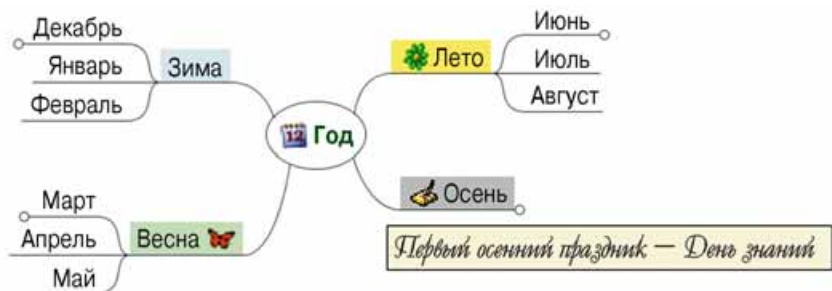 Декабрь
Январь
Февраль
Зима
Март
Апрель
Май
Весна
12
Год
Лето
Июнь
Июль
Август
Осень
Первый осенний праздник — День знаний